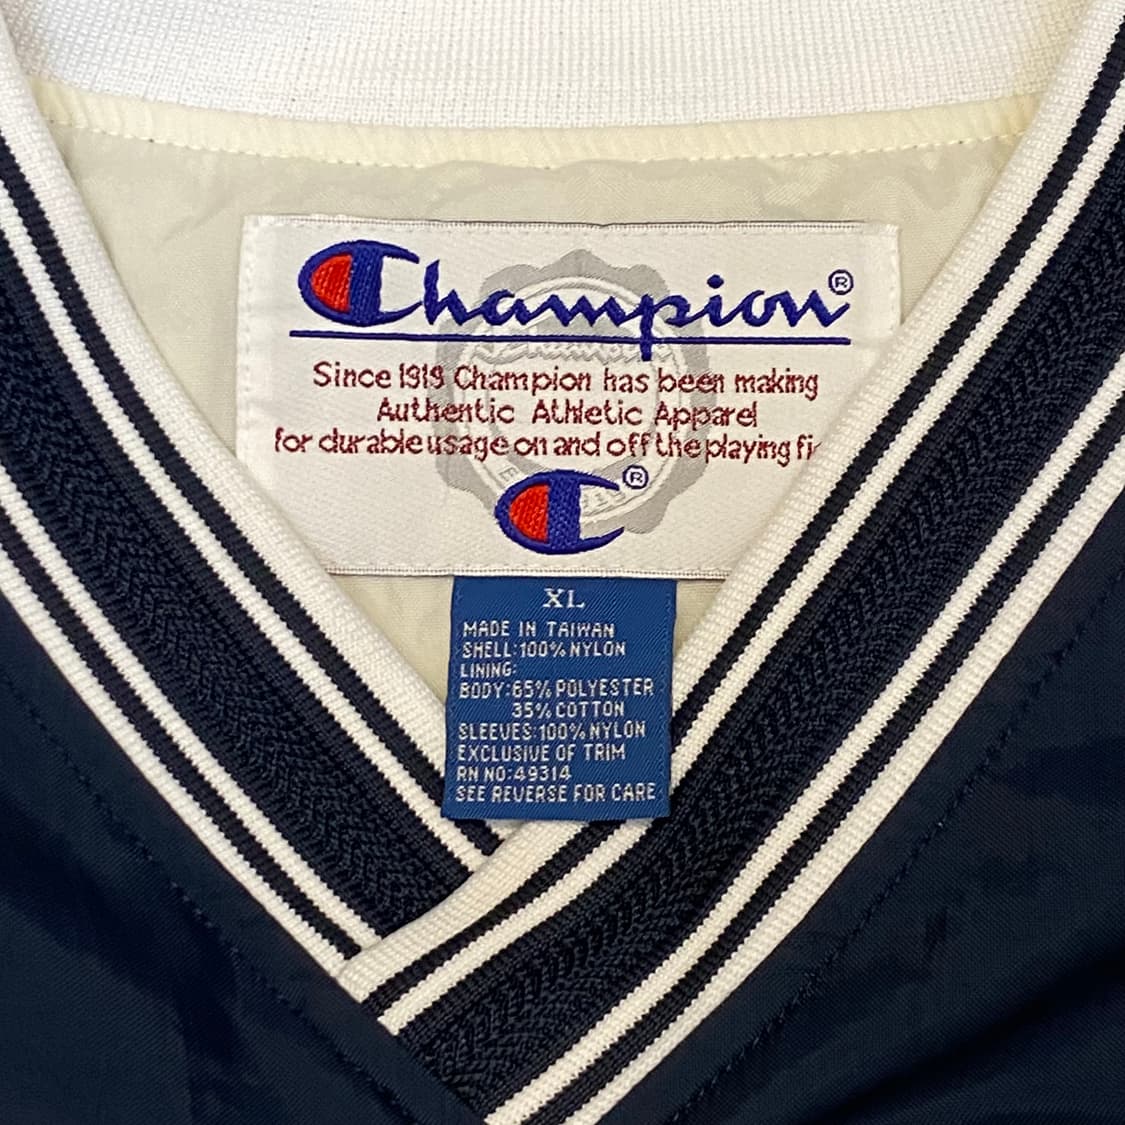 Champion®
Since 1919 Champion has been making
Authentic Athletic Apparel
for durable usage on and off the playing
C®
XL
MADE IN TAIWAN
SHELL:100% NYLON
LINING:
BODY:65% POLYESTER
35% COTTON
SLEEVES:100% NYLON
EXCLUSIVE OF TRIM
RN NO:49314
SEE REVERSE FOR CARE